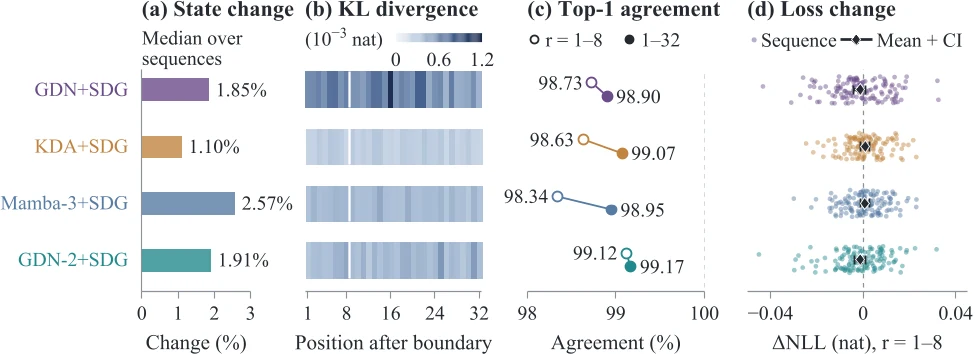 (a) State change
Median over
sequences
GDN+SDG
1.85%
KDA+SDG
1.10%
Mamba-3+SDG
2.57%
GDN-2+SDG
1.91%
0 1 2 3
Change (%)
(b) KL divergence
(10⁻³ nat)
0 0.6 1.2
1 8 16 24 32
Position after boundary
(c) Top-1 agreement
r = 1–8 1–32
98.73
98.90
98.63
99.07
98.34
98.95
99.12
99.17
98 99 100
Agreement (%)
(d) Loss change
Sequence Mean + CI
−0.04 0 0.04
ΔNLL (nat), r = 1–8